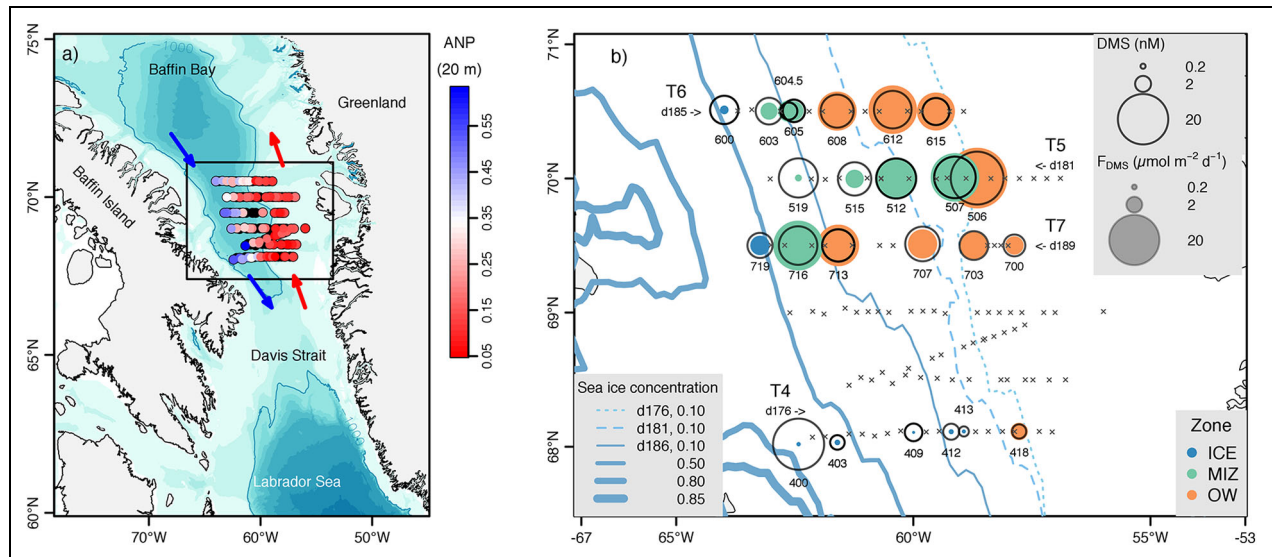 a)
75°N
70°N
65°N
60°N
70°W
60°W
50°W
-1000
Baffin Bay
Greenland
Baffin Island
Davis Strait
-1000
Labrador Sea
ANP
(20 m)
0.55
0.45
0.35
0.25
0.15
0.05
b)
71°N
70°N
69°N
68°N
-67
-65
60°W
55°W
-53
T6
d185 ->
604.5
600
603
605
608
612
615
T5
<- d181
519
515
512
507
506
T7
<- d189
719
716
713
707
703
700
T4
d176 ->
400
403
409
412
413
418
DMS (nM)
0.2
2
20
FDMS (µmol m⁻² d⁻¹)
0.2
2
20
Sea ice concentration
d176, 0.10
d181, 0.10
d186, 0.10
0.50
0.80
0.85
Zone
ICE
MIZ
OW